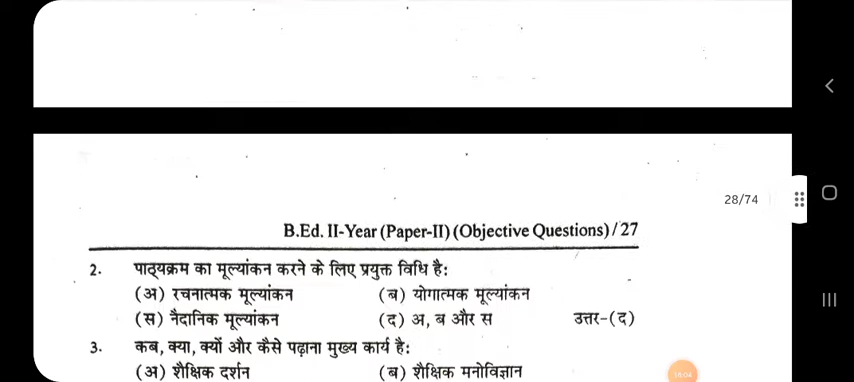 28/74
B.Ed. II-Year (Paper-II) (Objective Questions) / 27
2. पाठ्यक्रम का मूल्यांकन करने के लिए प्रयुक्त विधि है:
(अ) रचनात्मक मूल्यांकन (ब) योगात्मक मूल्यांकन
(स) नैदानिक मूल्यांकन (द) अ, ब और स उत्तर-(द)
3. कब, क्या, क्यों और कैसे पढ़ाना मुख्य कार्य है:
(अ) शैक्षिक दर्शन (ब) शैक्षिक मनोविज्ञान